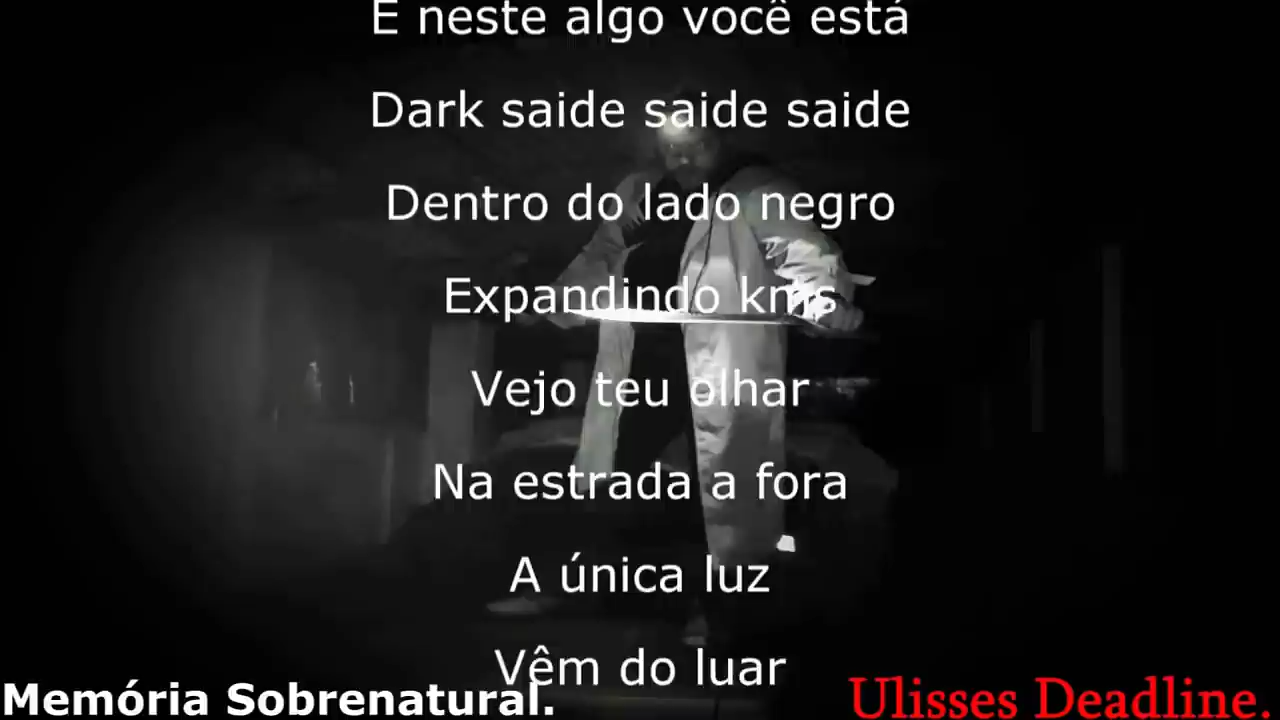 E neste algo você está
Dark saide saide saide
Dentro do lado negro
Expandindo kms
Vejo teu olhar
Na estrada a fora
A única luz
Vêm do luar
Memória Sobrenatural.
Ulisses Deadline.